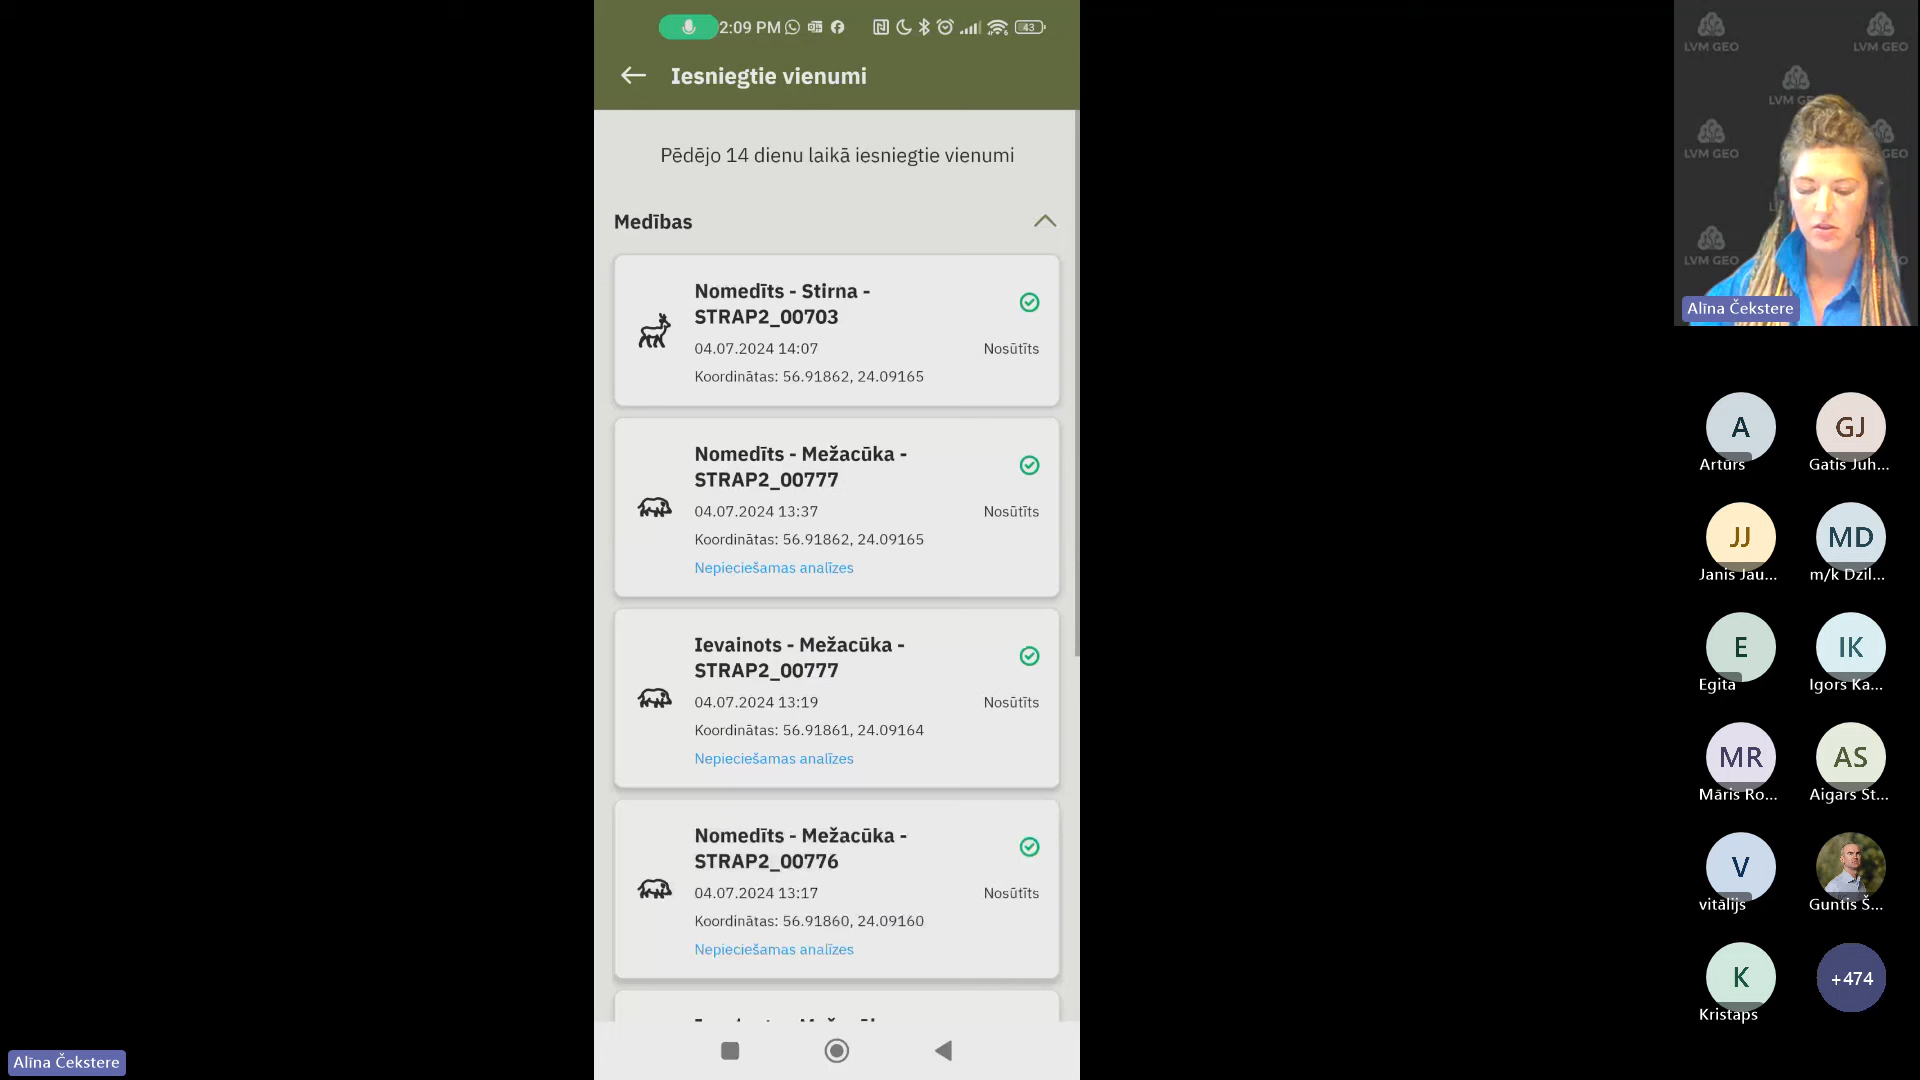 2:09 PM
43
Iesniegtie vienumi
Pēdējo 14 dienu laikā iesniegtie vienumi
Medības
Nomedīts - Stirna -
STRAP2_00703
04.07.2024 14:07
Nosūtīts
Koordinātas: 56.91862, 24.09165
Nomedīts - Mežacūka -
STRAP2_00777
04.07.2024 13:37
Nosūtīts
Koordinātas: 56.91862, 24.09165
Nepieciešamas analīzes
Ievainots - Mežacūka -
STRAP2_00777
04.07.2024 13:19
Nosūtīts
Koordinātas: 56.91861, 24.09164
Nepieciešamas analīzes
Nomedīts - Mežacūka -
STRAP2_00776
04.07.2024 13:17
Nosūtīts
Koordinātas: 56.91860, 24.09160
Nepieciešamas analīzes
Alīna Čekstere
LVM GEO
LVM GEO
LVM GE
LVM GEO
GEO
LVM GEO
Alīna Čekstere
A
Artūrs
GJ
Gatis Juh...
JJ
Janis Jau...
MD
m/k Dzil...
E
Egita
IK
Igors Ka...
MR
Māris Ro...
AS
Aigars St...
V
vitālijs
Guntis Š...
K
Kristaps
+474